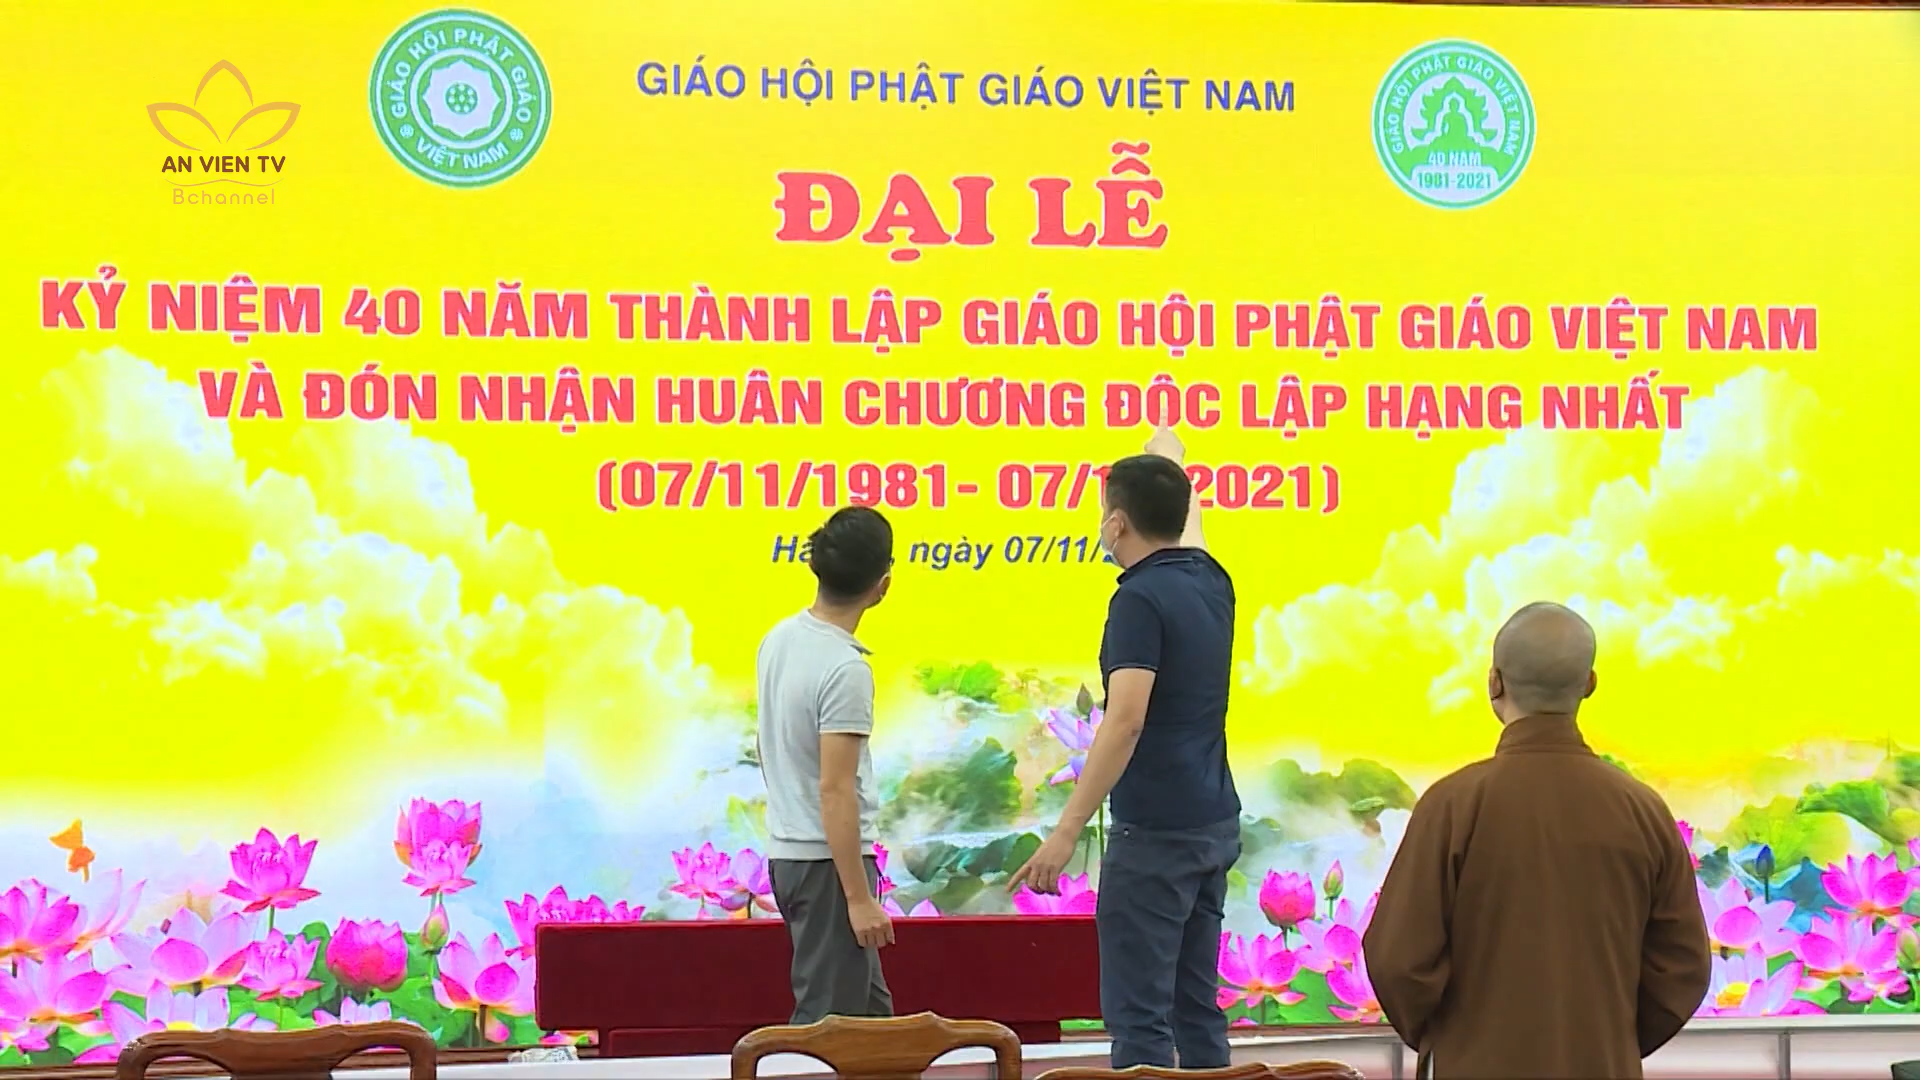 GIÁO HỘI PHẬT GIÁO VIỆT NAM
AN VIEN TV
Bchannel
GIÁO HỘI PHẬT GIÁO VIỆT NAM
GIÁO HỘI PHẬT GIÁO VIỆT NAM
40 NĂM
1981-2021
ĐẠI LỄ
KỶ NIỆM 40 NĂM THÀNH LẬP GIÁO HỘI PHẬT GIÁO VIỆT NAM
VÀ ĐÓN NHẬN HUÂN CHƯƠNG ĐỘC LẬP HẠNG NHẤT
(07/11/1981- 07/1 2021)
ngày 07/11/